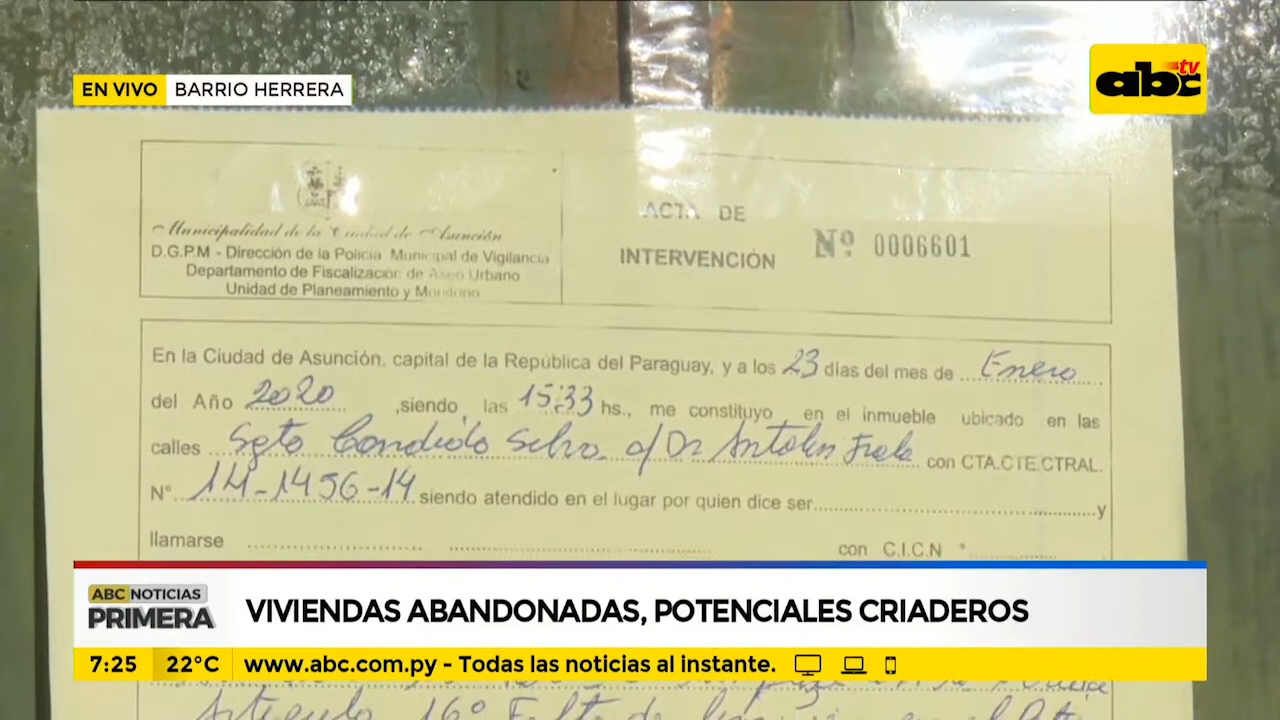 EN VIVO BARRIO HERRERA
abc tv
Municipalidad de la Ciudad de Asunción
D.G.P.M - Dirección de la Policía Municipal de Vigilancia
Departamento de Fiscalización de Aseo Urbano
Unidad de Planeamiento y Monitorio
ACTA DE
INTERVENCIÓN
Nº 0006601
En la Ciudad de Asunción, capital de la República del Paraguay, y a los 23 días del mes de Enero
del Año 2020 ,siendo las 15:33 hs., me constituyo en el inmueble ubicado en las
calles Sgto Candido Silva c/ Dr Antolin con CTA.CTE.CTRAL.
N° 14-1456-14 siendo atendido en el lugar por quien dice ser y
llamarse con C.I.C.N °
ABC NOTICIAS
PRIMERA
VIVIENDAS ABANDONADAS, POTENCIALES CRIADEROS
7:25 22°C www.abc.com.py - Todas las noticias al instante.
Artículo 16° Falta de